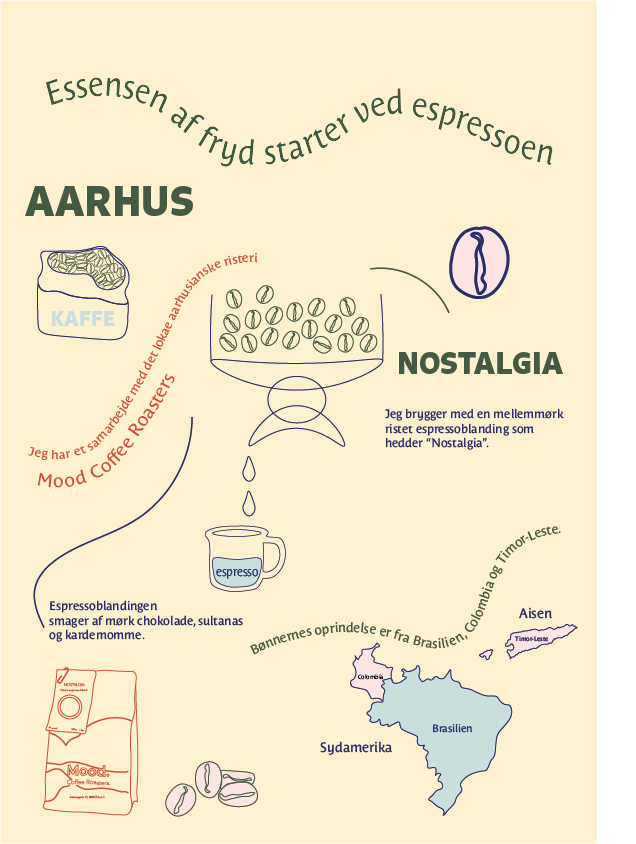 Essensen af fryd starter ved espressoen
AARHUS
KAFFE
Jeg har et samarbejde med det lokae aarhusianske risteri
Mood Coffee Roasters
NOSTALGIA
Jeg brygger med en mellemmørk
ristet espressoblanding som
hedder “Nostalgia”.
espresso
Espressoblandingen
smager af mørk chokolade, sultanas
og kardemomme.
Bønnernes oprindelse er fra Brasilien, Colombia og Timor-Leste.
Aisen
Timor-Leste
Colombia
Brasilien
Sydamerika
NOSTALGIA
Mood.
Coffee Roasters